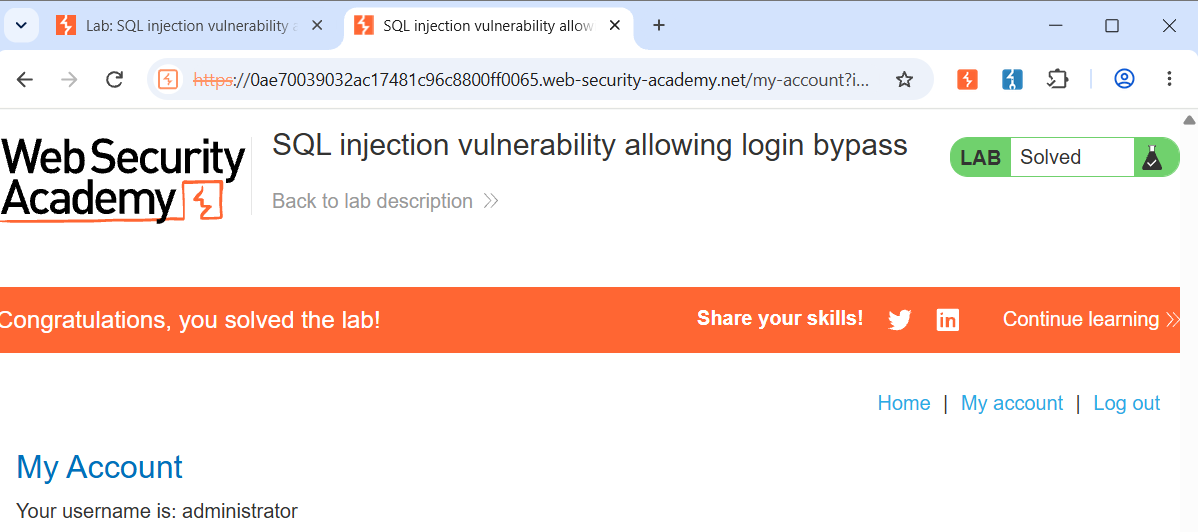 Lab: SQL injection vulnerability a
SQL injection vulnerability allow
https://0ae70039032ac17481c96c8800ff0065.web-security-academy.net/my-account?i...
Web Security
Academy
SQL injection vulnerability allowing login bypass
Back to lab description
LAB Solved
Congratulations, you solved the lab!
Share your skills!
Continue learning
Home | My account | Log out
My Account
Your username is: administrator